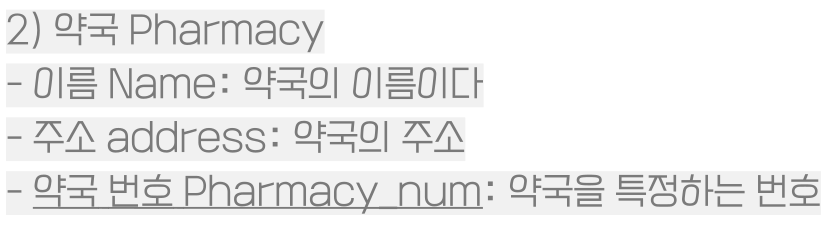 2) 약국 Pharmacy
- 이름 Name: 약국의 이름이다
- 주소 address: 약국의 주소
- 약국 번호 Pharmacy_num: 약국을 특정하는 번호